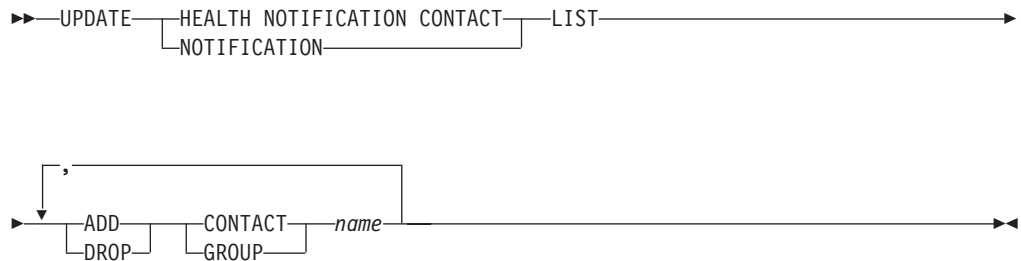 UPDATE HEALTH NOTIFICATION CONTACT LIST
NOTIFICATION
,
ADD CONTACT name
DROP GROUP